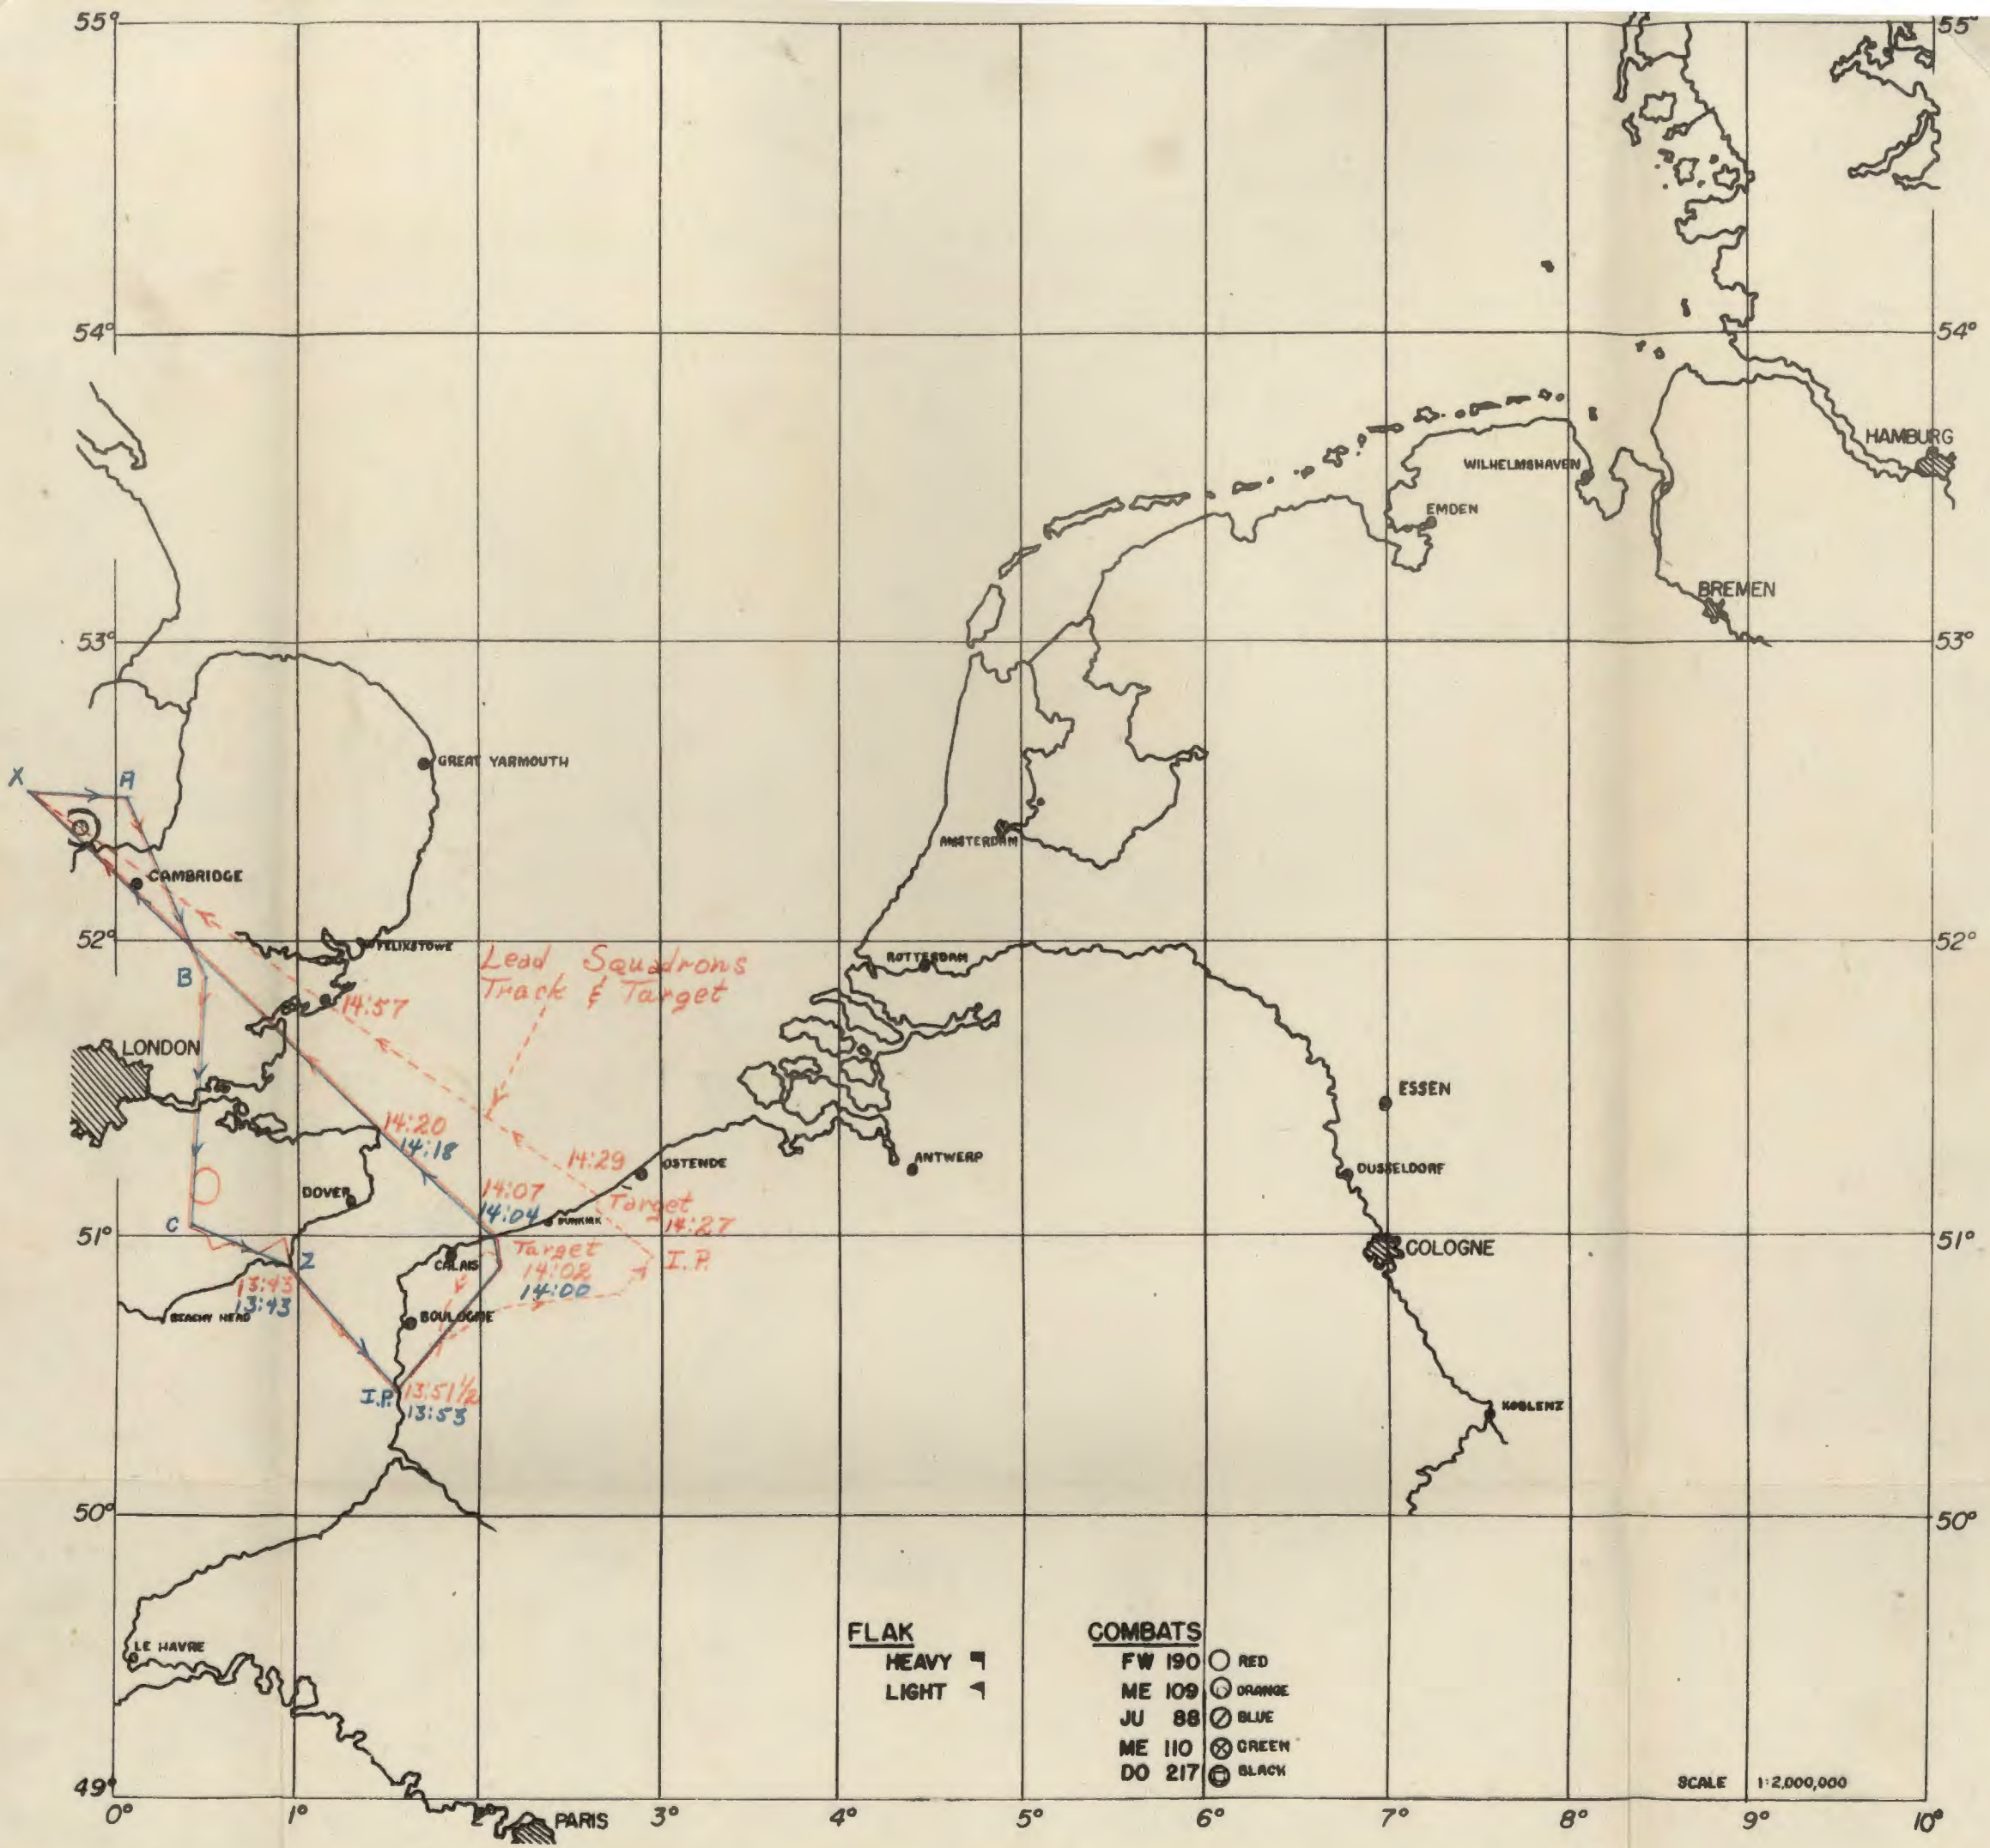 55°
55°
54°
54°
HAMBURG
WILHELMSHAVEN
EMDEN
BREMEN
53°
53°
GREAT YARMOUTH
X
A
AMSTERDAM
CAMBRIDGE
52°
52°
FELIXSTOWE
Lead Squadrons
Track & Target
ROTTERDAM
B
14:57
LONDON
ESSEN
14:20
14:18
14:29
OSTENDE
ANTWERP
DUSSELDORF
DOVER
14:07
14:04
Target
14:27
DUNKIRK
C
51°
51°
Z
Target
14:02
14:00
I.P.
COLOGNE
CALAIS
13:43
13:43
BEACHY HEAD
BOULOGNE
I.P.
13:51 1/2
13:53
KOBLENZ
50°
50°
LE HAVRE
FLAK
HEAVY
LIGHT
COMBATS
FW 190 RED
ME 109 ORANGE
JU 88 BLUE
ME 110 GREEN
DO 217 BLACK
SCALE 1:2,000,000
49°
0° 1° 2° 3° 4° 5° 6° 7° 8° 9° 10°
PARIS